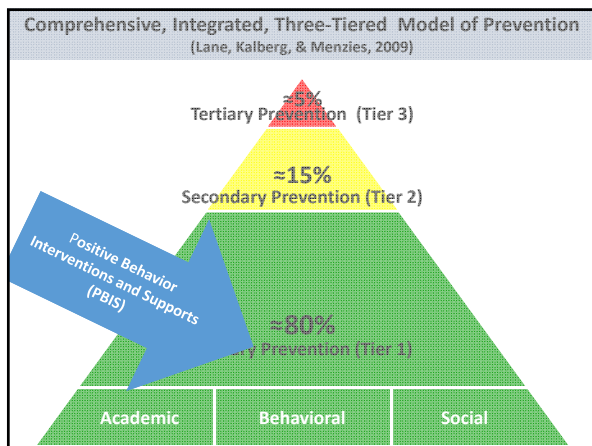 Comprehensive, Integrated, Three-Tiered Model of Prevention
(Lane, Kalberg, & Menzies, 2009)
≈5%
Tertiary Prevention (Tier 3)
≈15%
Secondary Prevention (Tier 2)
Positive Behavior
Interventions and Supports
(PBIS)
≈80%
Prevention (Tier 1)
Academic
Behavioral
Social